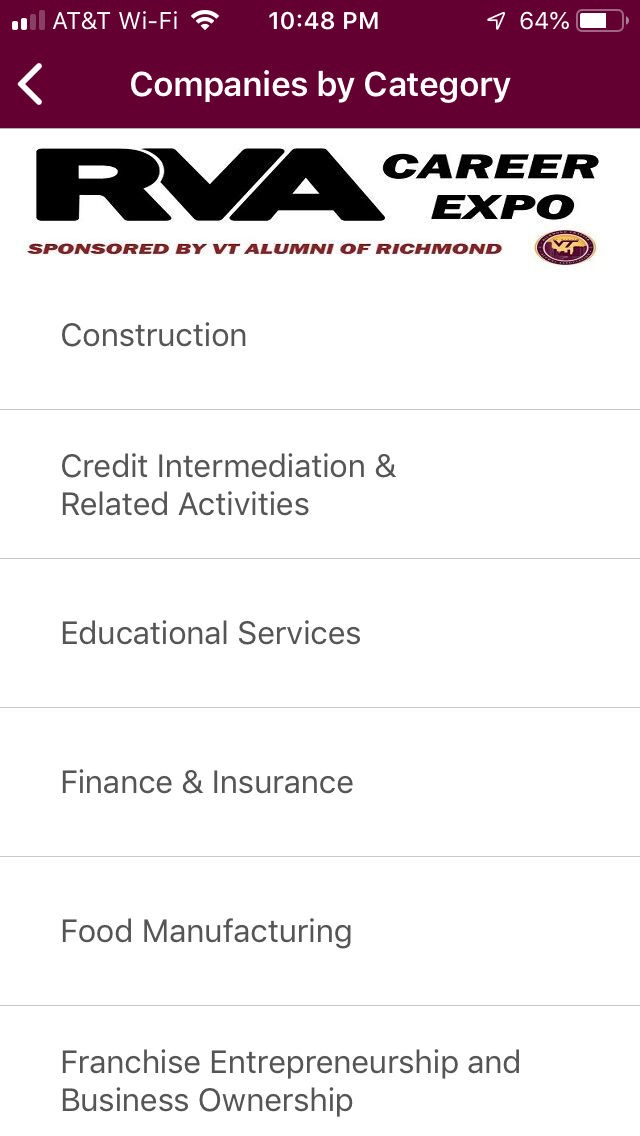 AT&T Wi-Fi 10:48 PM 64%
Companies by Category
RVA CAREER
EXPO
SPONSORED BY VT ALUMNI OF RICHMOND
VT
Construction
Credit Intermediation &
Related Activities
Educational Services
Finance & Insurance
Food Manufacturing
Franchise Entrepreneurship and
Business Ownership